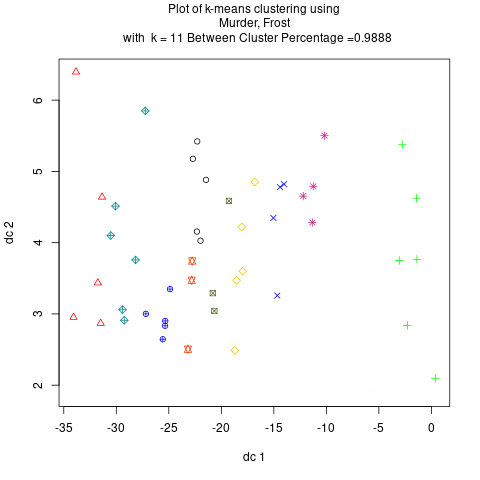 Plot of k-means clustering using
Murder, Frost
with k = 11 Between Cluster Percentage =0.9888
6
5
4
3
2
dc 2
-35 -30 -25 -20 -15 -10 -5 0
dc 1